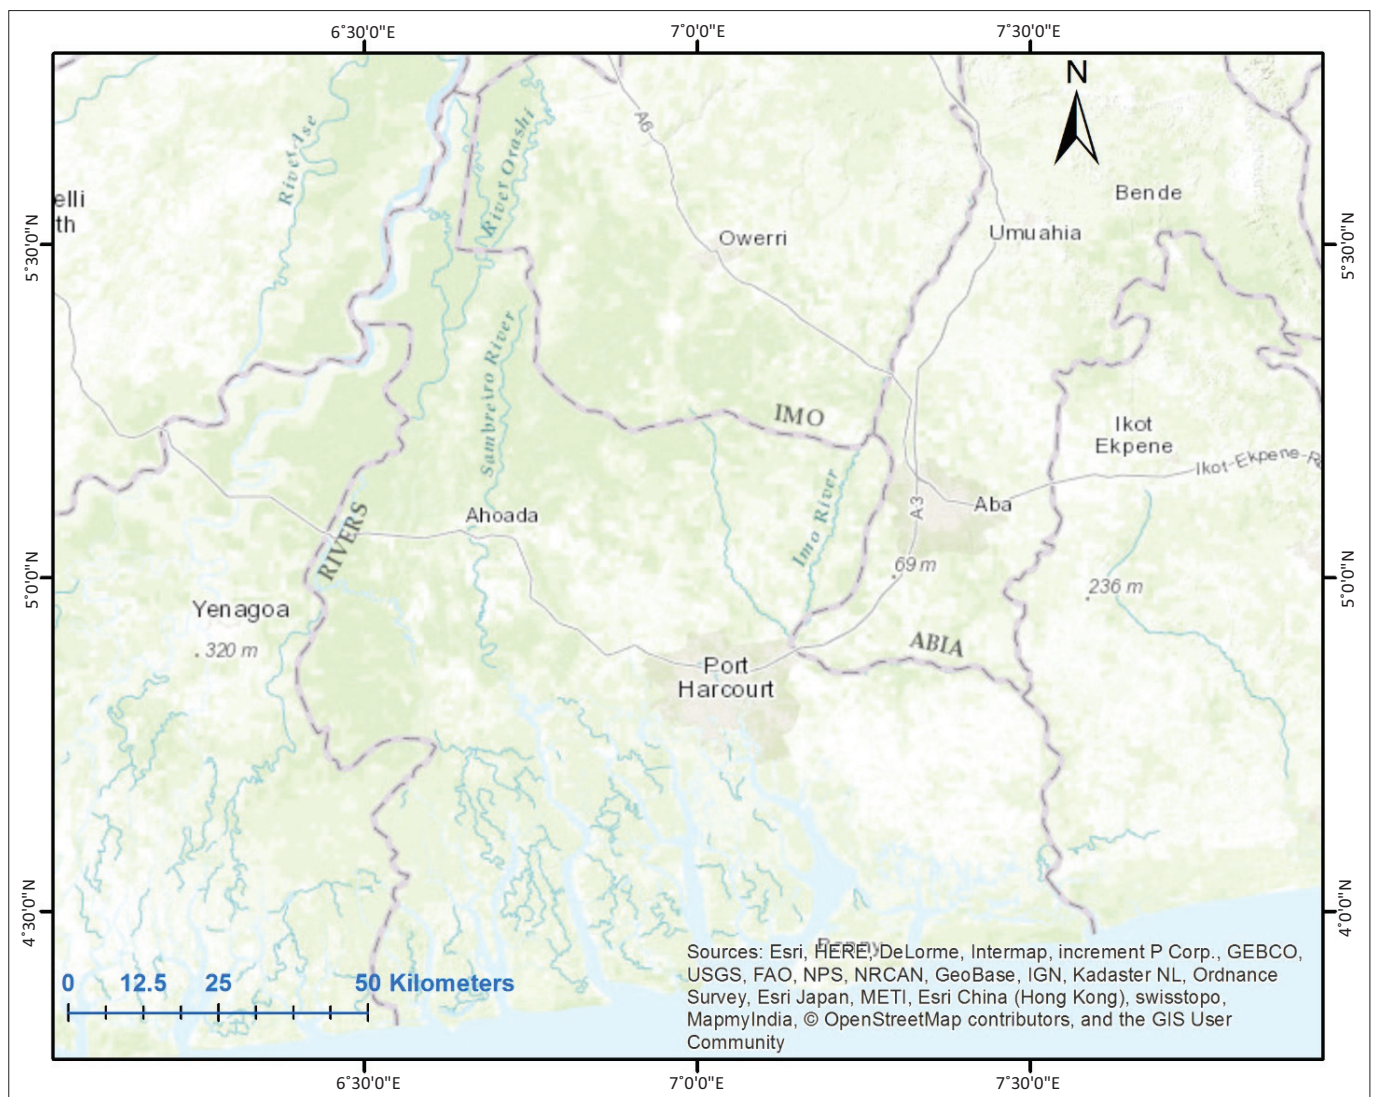 6°30'0"E
7°0'0"E
7°30'0"E
N
River Ase
River Orashi
A6
Bende
elli
th
Owerri
Umuahia
5°30'0"N
5°30'0"N
Sambreiro River
IMO
Ikot
Ekpene
Ikot-Ekpene-R
Imo River
RIVERS
Ahoada
A3
Aba
69 m
236 m
5°0'0"N
5°0'0"N
Yenagoa
320 m
ABIA
Port
Harcourt
4°30'0"N
4°0'0"N
Bonny
Sources: Esri, HERE, DeLorme, Intermap, increment P Corp., GEBCO,
USGS, FAO, NPS, NRCAN, GeoBase, IGN, Kadaster NL, Ordnance
Survey, Esri Japan, METI, Esri China (Hong Kong), swisstopo,
MapmyIndia, © OpenStreetMap contributors, and the GIS User
Community
0 12.5 25 50 Kilometers
6°30'0"E
7°0'0"E
7°30'0"E